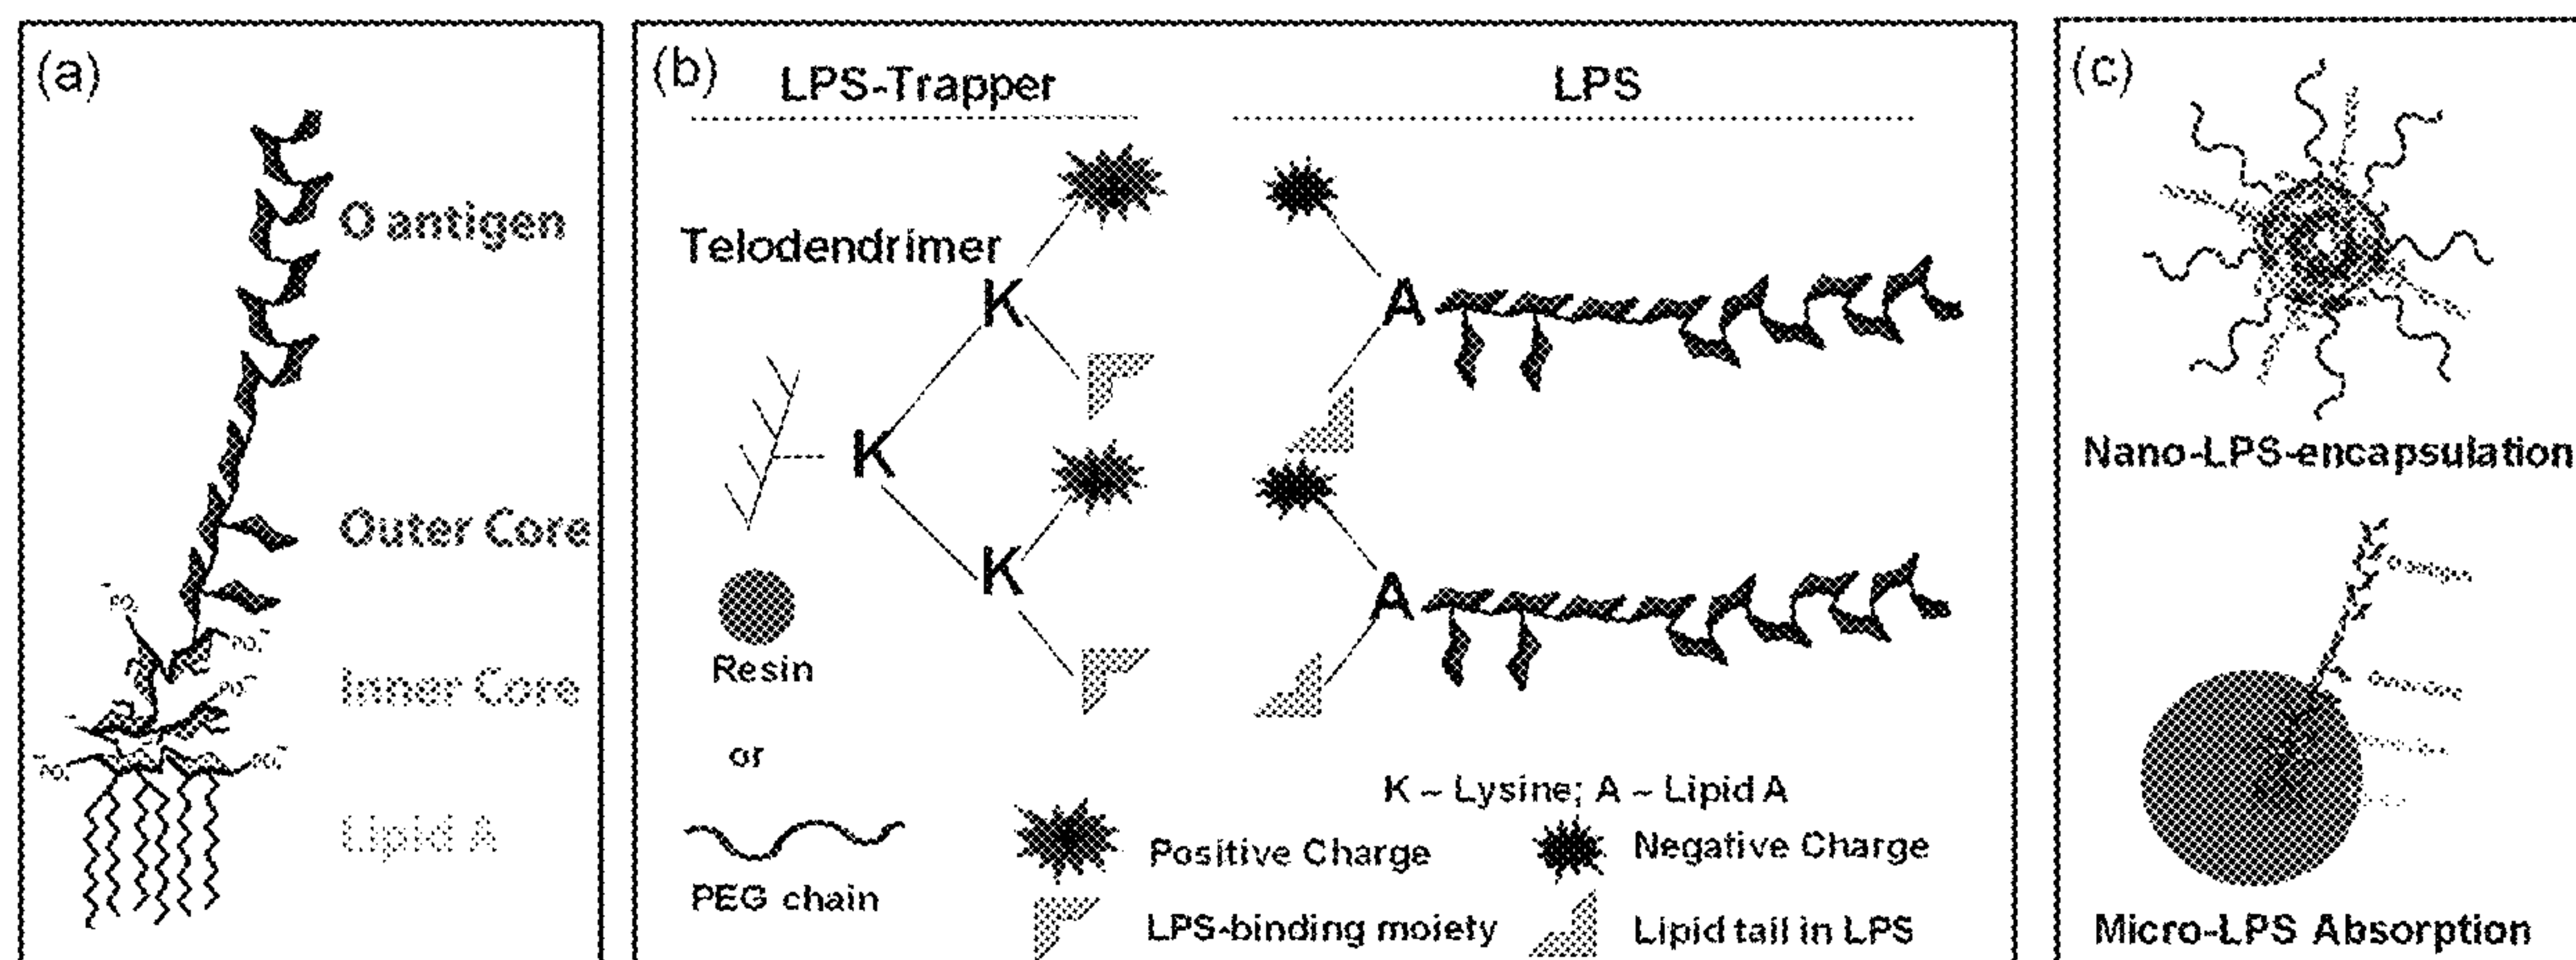 (a)
O antigen
Outer Core
Inner Core
Lipid A
(b)
LPS-Trapper
LPS
Telodendrimer
K
A
K
K
A
Resin
or
PEG chain
K – Lysine; A – Lipid A
Positive Charge
Negative Charge
LPS-binding moiety
Lipid tail in LPS
(c)
Nano-LPS-encapsulation
O antigen
Micro-LPS Absorption